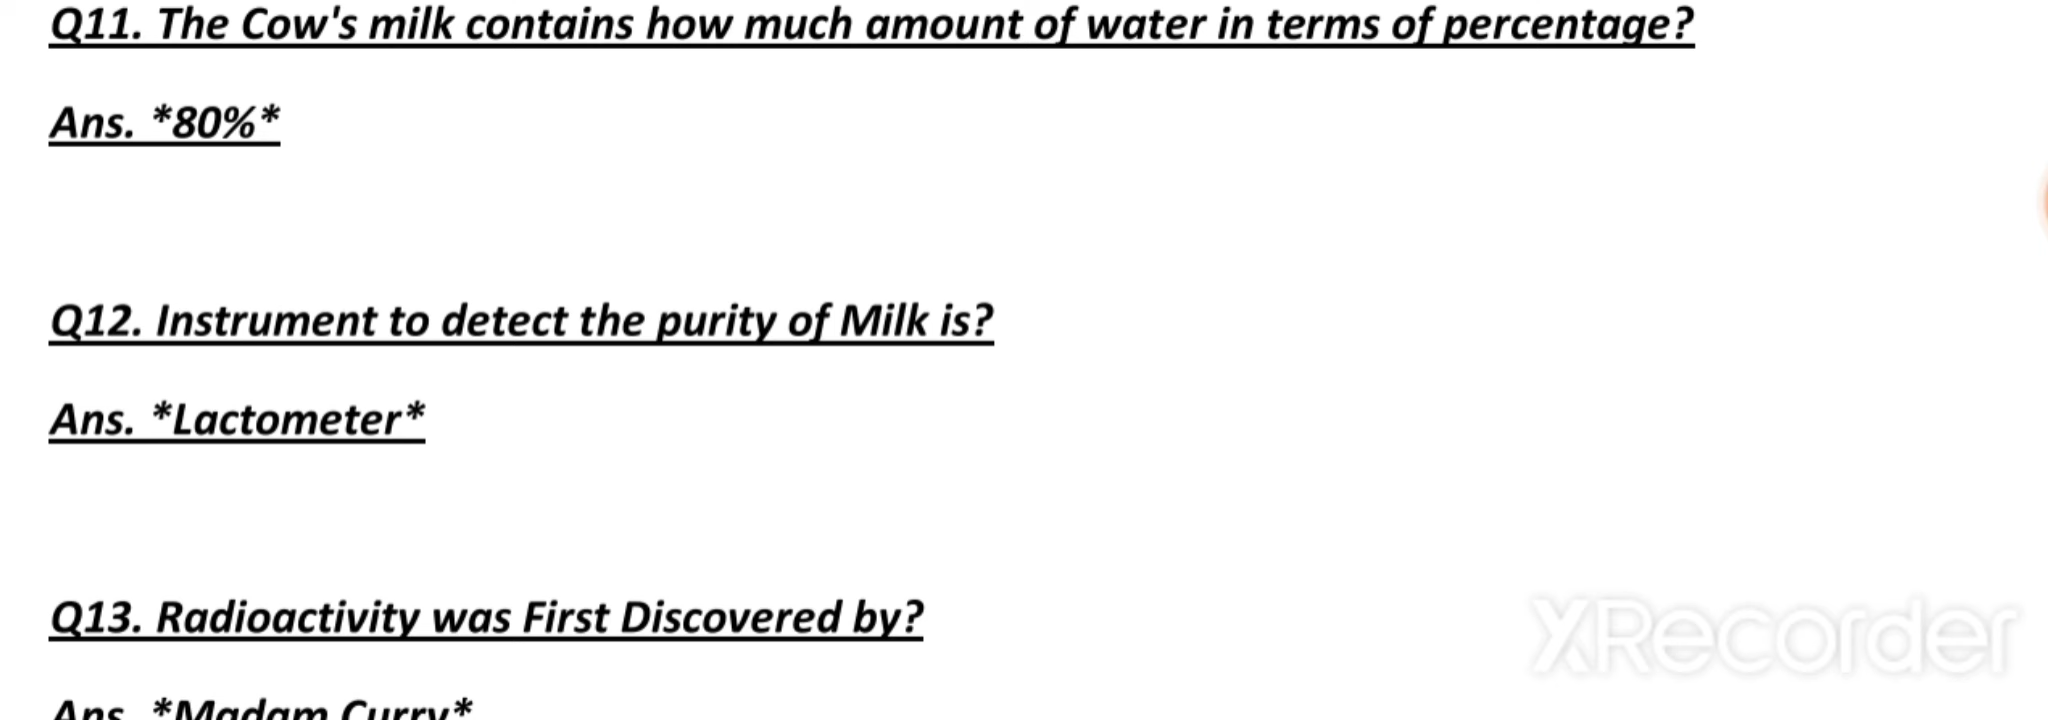 Q11. The Cow's milk contains how much amount of water in terms of percentage?
Ans. *80%*
Q12. Instrument to detect the purity of Milk is?
Ans. *Lactometer*
Q13. Radioactivity was First Discovered by?
Ans. *Madam Curry*
XRecorder